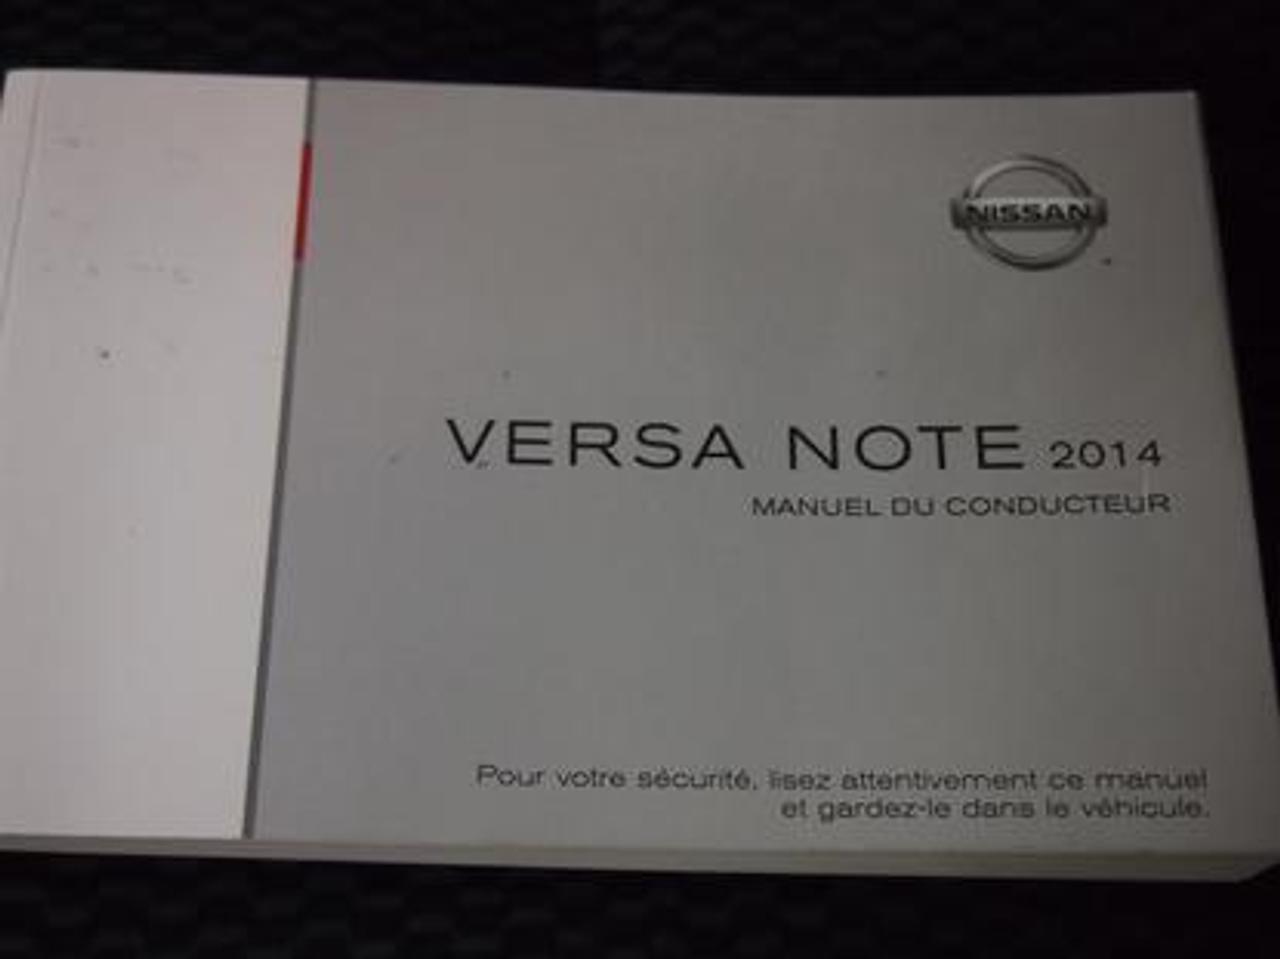 NISSAN
VERSA NOTE 2014
MANUEL DU CONDUCTEUR
Pour votre sécurité, lisez attentivement ce manuel
et gardez-le dans le véhicule.